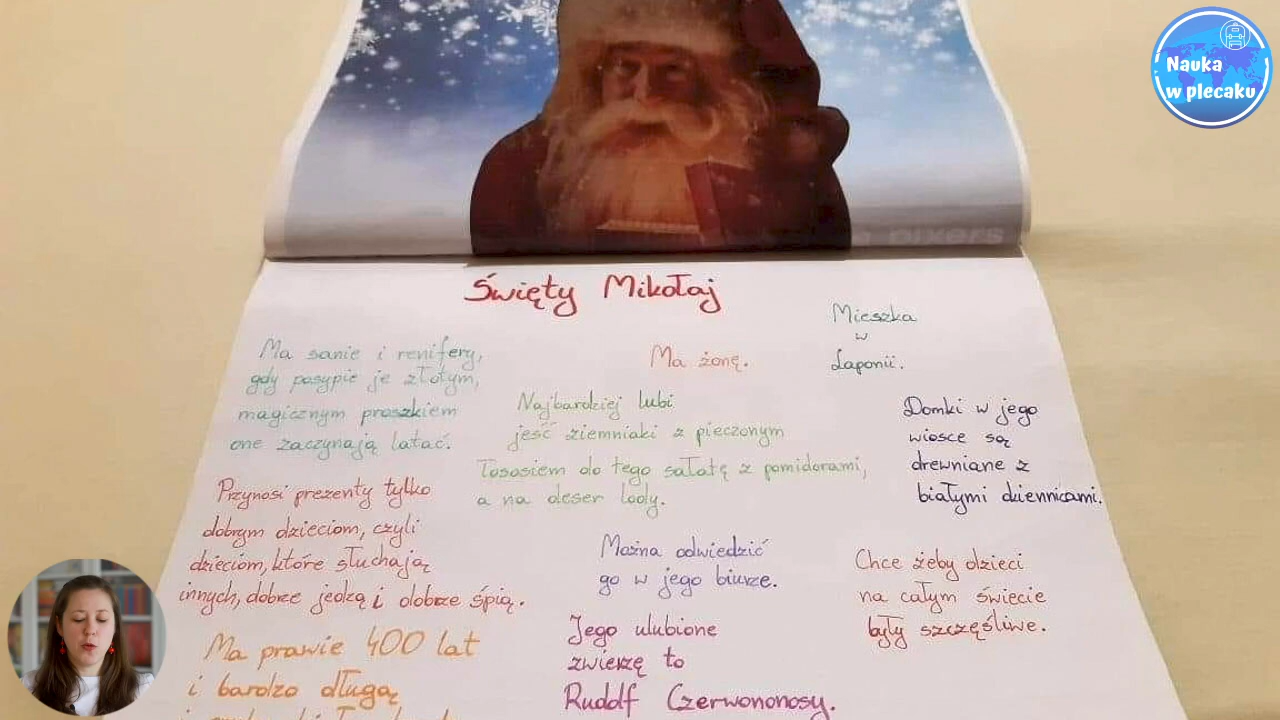 Nauka
w plecaku
pixers
Święty Mikołaj
Mieszka
w
Laponii.
Ma sanie i renifery,
gdy posypie je złotym,
magicznym proszkiem
one zaczynają latać.
Ma żonę.
Najbardziej lubi
jeść ziemniaki z pieczonym
łososiem do tego sałatę z pomidorami,
a na deser lody.
Domki w jego
wiosce są
drewniane z
białymi dziennicami.
Przynosi prezenty tylko
dobrym dzieciom, czyli
dzieciom, które słuchają
innych, dobrze jedzą i dobrze śpią.
Można odwiedzić
go w jego biurze.
Chce żeby dzieci
na całym świecie
były szczęśliwe.
Ma prawie 400 lat
i bardzo długą
Jego ulubione
zwierzę to
Rudolf Czerwononosy.